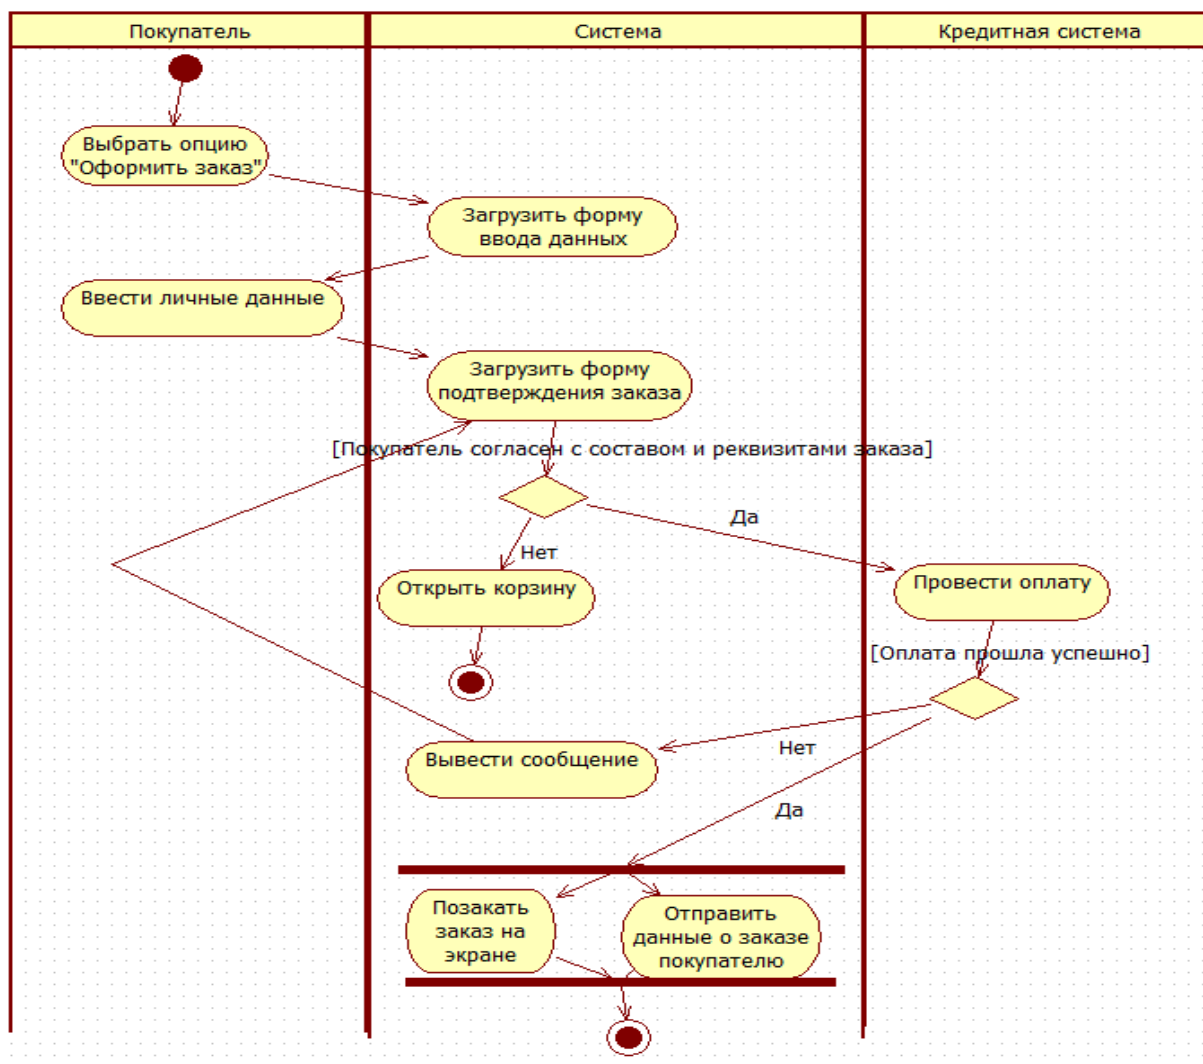 Покупатель
Система
Кредитная система
Выбрать опцию
"Оформить заказ"
Загрузить форму
ввода данных
Ввести личные данные
Загрузить форму
подтверждения заказа
[Покупатель согласен с составом и реквизитами заказа]
Да
Нет
Открыть корзину
Провести оплату
[Оплата прошла успешно]
Нет
Вывести сообщение
Да
Позакать
заказ на
экране
Отправить
данные о заказе
покупателю